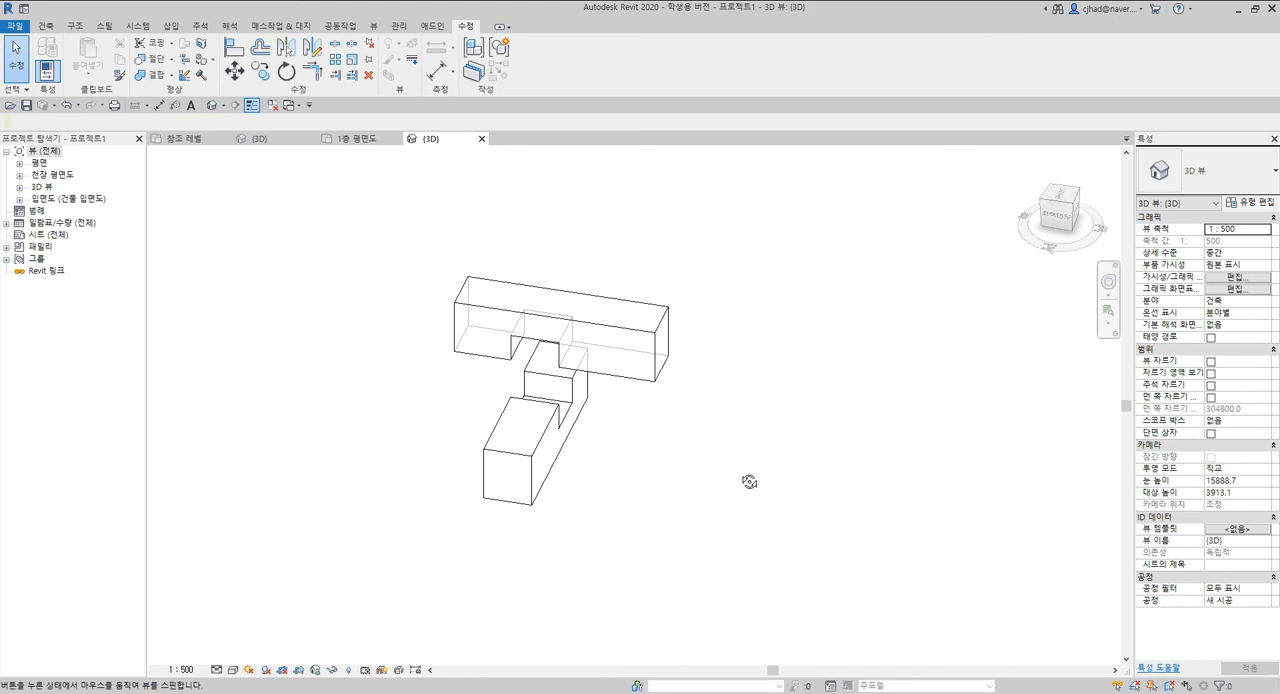 Autodesk Revit 2020 - 학생용 버전 - 프로젝트1 - 3D 뷰: {3D}
cjhad@naver....
파일 건축 구조 스틸 시스템 삽입 주석 해석 매스작업 & 대지 공동작업 뷰 관리 애드인 수정
수정
붙여넣기
코핑
절단
결합
선택 특성 클립보드 형상 수정 뷰 측정 작성
프로젝트 탐색기 - 프로젝트1
참조 레벨
{3D}
1층 평면도
{3D}
특성
뷰 (전체)
평면
천장 평면도
3D 뷰
입면도 (건물 입면도)
범례
일람표/수량 (전체)
시트 (전체)
패밀리
그룹
Revit 링크
3D 뷰
3D 뷰: {3D} 유형 편집
그래픽
뷰 축척 1 : 500
축척 값 1: 500
상세 수준 중간
부품 가시성 원본 표시
가시성/그래픽 ... 편집...
그래픽 화면표... 편집...
분야 건축
은선 표시 분야별
기본 해석 화면... 없음
태양 경로
범위
뷰 자르기
자르기 영역 보기
주석 자르기
먼 쪽 자르기 ...
먼 쪽 자르기 ... 304800.0
스코프 박스 없음
단면 상자
카메라
잠긴 방향
투영 모드 직교
눈 높이 15888.7
대상 높이 3913.1
카메라 위치 조정
ID 데이터
뷰 템플릿 <없음>
뷰 이름 {3D}
의존성 독립적
시트의 제목
공정
공정 필터 모두 표시
공정 새 시공
특성 도움말 적용
1 : 500
버튼을 누른 상태에서 마우스를 움직여 뷰를 스핀합니다.
:0
주모델
:0